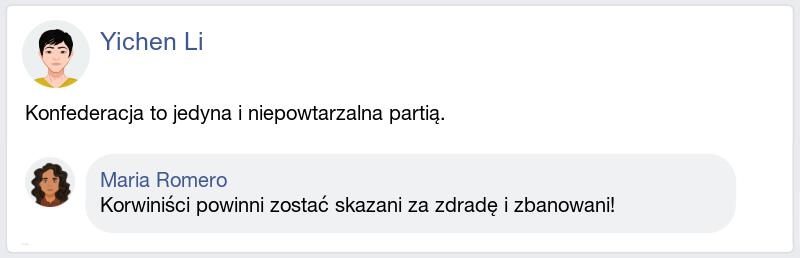 Yichen Li
Konfederacja to jedyna i niepowtarzalna partią.
Maria Romero
Korwiniści powinni zostać skazani za zdradę i zbanowani!